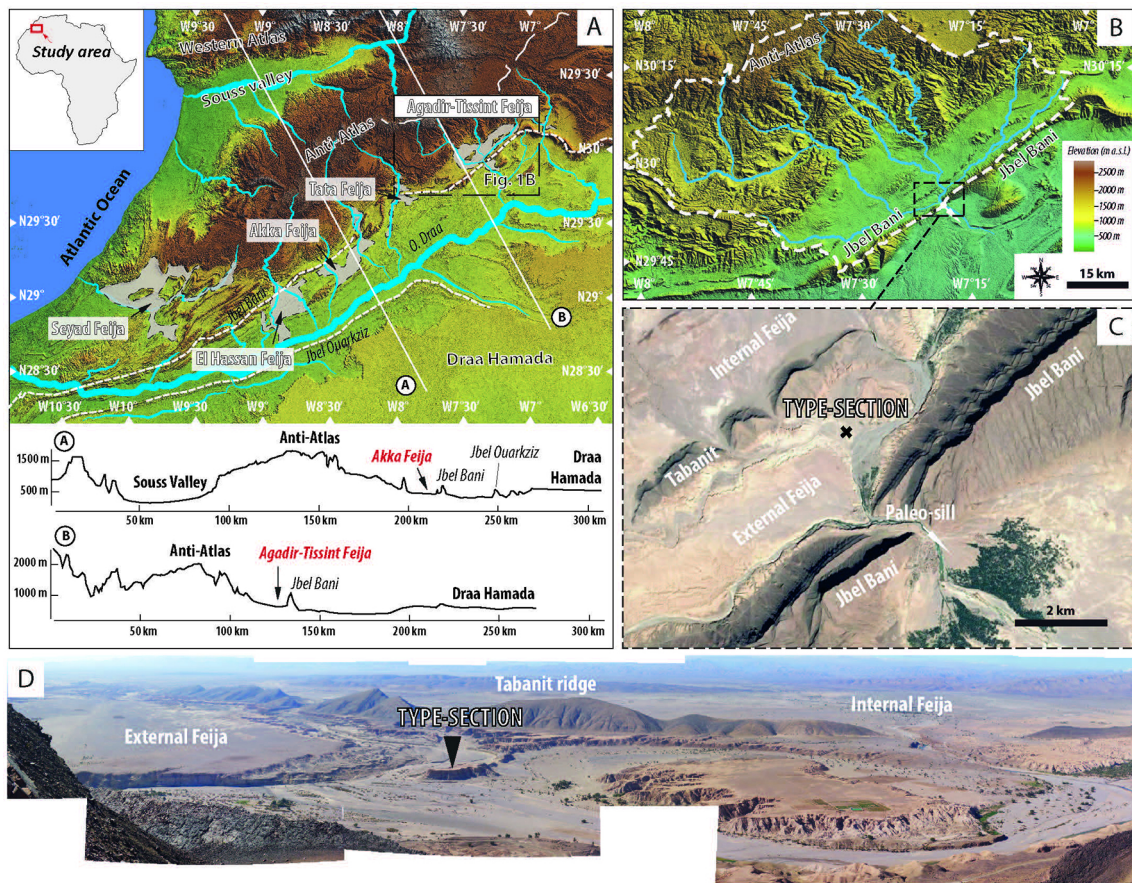 A
Study area
W9°30'
W9°
W8°30'
W8°
W7°30'
W7°
Western Atlas
Souss valley
N29°30'
Agadir-Tissint Feija
Anti-Atlas
N30
Fig. 1B
Tata Feija
Atlantic Ocean
N29°30'
N29°30'
Akka Feija
O. Draa
N29°
N29°
Jbel Bani
Soyad Feija
B
Jbel Ouarkziz
El Hassan Feija
Draa Hamada
N28°30'
N28°30'
A
W10°30'
W10°
W9°30'
W9°
W8°30'
W8°
W7°30'
W7°
W6°30'
A
1500 m
500 m
Souss Valley
Anti-Atlas
Akka Feija
Jbel Bani
Jbel Ouarkziz
Draa
Hamada
50 km
100 km
150 km
200 km
250 km
300 km
B
2000 m
1000 m
Anti-Atlas
Agadir-Tissint Feija
Jbel Bani
Draa Hamada
50 km
100 km
150 km
200 km
250 km
300 km
B
W8
W7°45
W7°30'
W7°15
W7°
Anti-Atlas
N30°15'
N30°15'
N30
N30
Jbel Bani
Jbel Bani
Elevation (m a.s.l.)
2500 m
2000 m
1500 m
1000 m
500 m
N29°45
N29°45
15 km
W8
W7°45
W7°30'
W7°15
C
Internal Feija
Jbel Bani
TYPE-SECTION
Tabanit
External Feija
Paleo-sill
Jbel Bani
2 km
D
Tabanit ridge
Internal Feija
TYPE-SECTION
External Feija